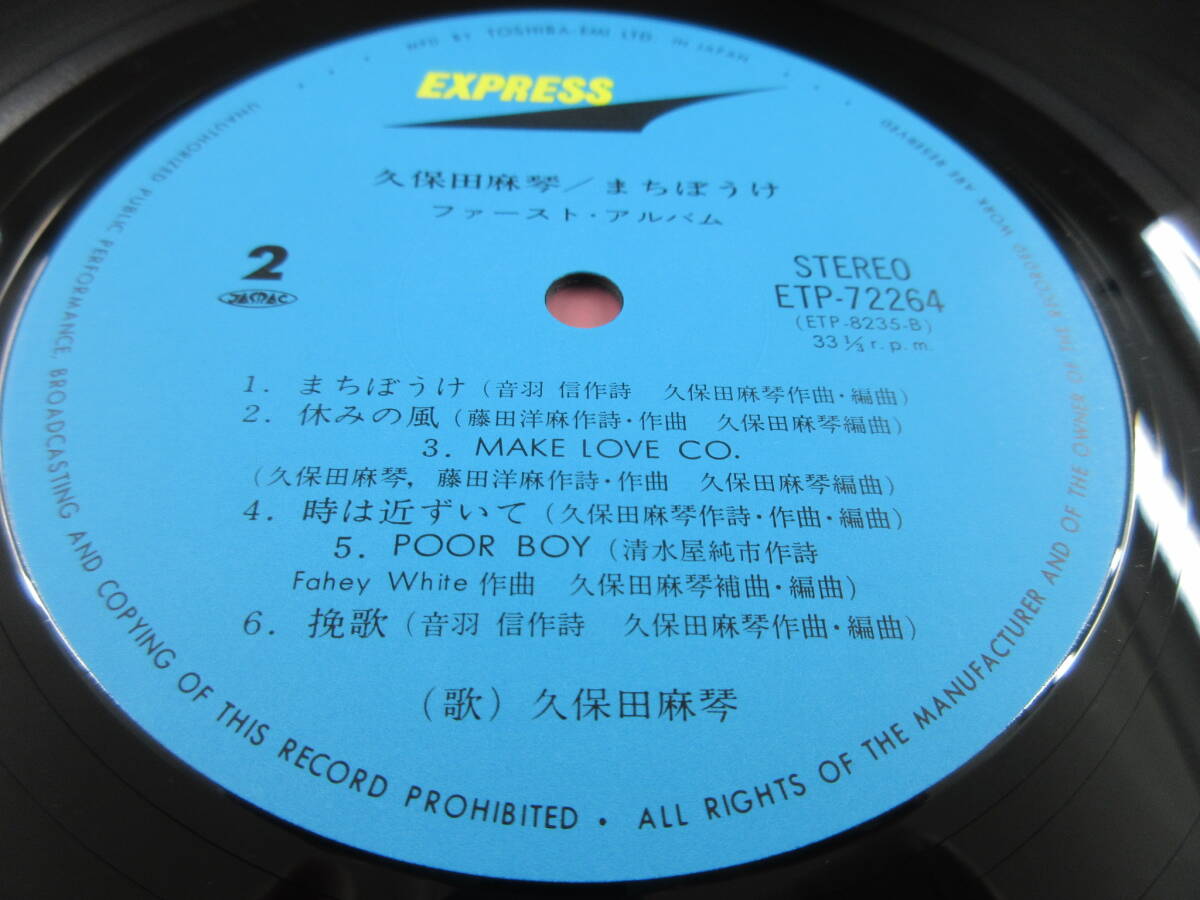 MFD BY TOSHIBA-EMI LTD. IN JAPAN
EXPRESS
久保田麻琴／まちぼうけ
ファースト・アルバム
2
JASRAC
STEREO
ETP-72264
(ETP-8235-B)
33 1/3 r.p.m.
1. まちぼうけ (音羽 信作詩 久保田麻琴作曲・編曲)
2. 休みの風 (藤田洋麻作詩・作曲 久保田麻琴編曲)
3. MAKE LOVE CO.
(久保田麻琴, 藤田洋麻作詩・作曲 久保田麻琴編曲)
4. 時は近ずいて (久保田麻琴作詩・作曲・編曲)
5. POOR BOY (清水屋純市作詩
Fahey White 作曲 久保田麻琴補曲・編曲)
6. 挽歌 (音羽 信作詩 久保田麻琴作曲・編曲)
(歌) 久保田麻琴
UNAUTHORIZED PUBLIC PERFORMANCE, BROADCASTING AND COPYING OF THIS RECORD PROHIBITED • ALL RIGHTS OF THE MANUFACTURER AND OF THE OWNER OF THE RECORDED WORK ARE RESERVED